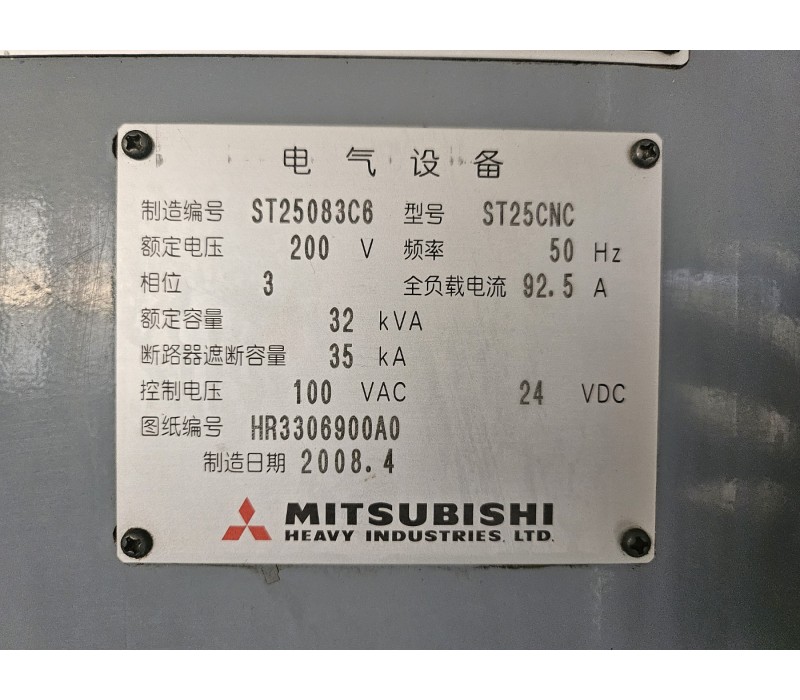 电气设备
制造编号 ST25083C6 型号 ST25CNC
额定电压 200 V 频率 50 Hz
相位 3 全负载电流 92.5 A
额定容量 32 kVA
断路器遮断容量 35 kA
控制电压 100 VAC 24 VDC
图纸编号 HR3306900A0
制造日期 2008.4
MITSUBISHI
HEAVY INDUSTRIES, LTD.